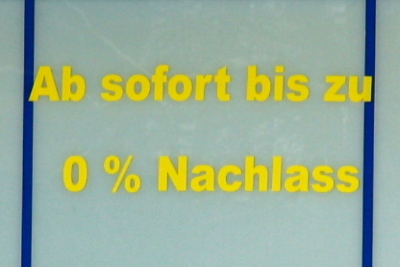 Ab sofort bis zu
0 % Nachlass